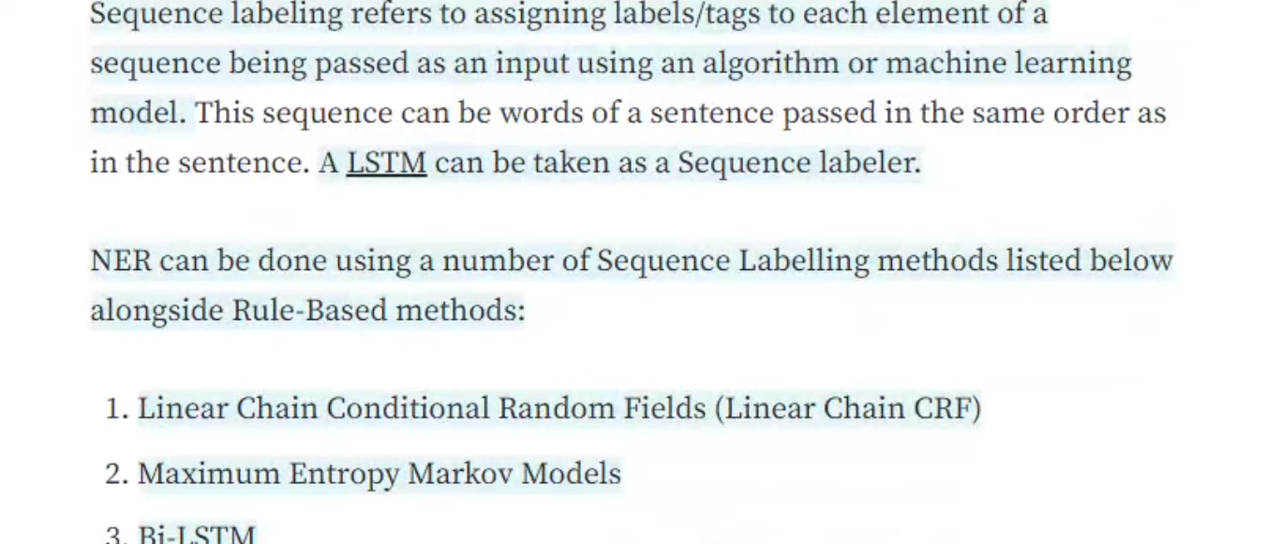 Sequence labeling refers to assigning labels/tags to each element of a
sequence being passed as an input using an algorithm or machine learning
model. This sequence can be words of a sentence passed in the same order as
in the sentence. A LSTM can be taken as a Sequence labeler.
NER can be done using a number of Sequence Labelling methods listed below
alongside Rule-Based methods:
1. Linear Chain Conditional Random Fields (Linear Chain CRF)
2. Maximum Entropy Markov Models
3. Bi-LSTM